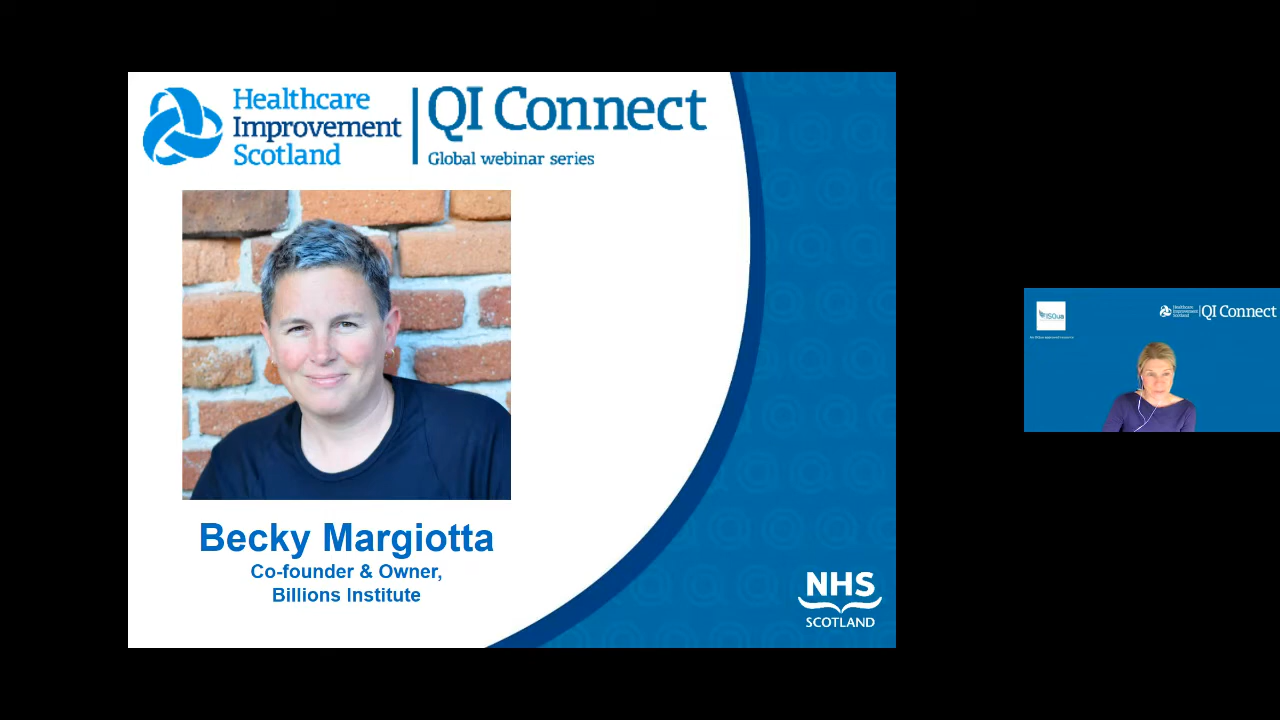 Healthcare
Improvement
Scotland
QI Connect
Global webinar series
Becky Margiotta
Co-founder & Owner,
Billions Institute
NHS
SCOTLAND
ISQua
Healthcare
Improvement
Scotland
QI Connect